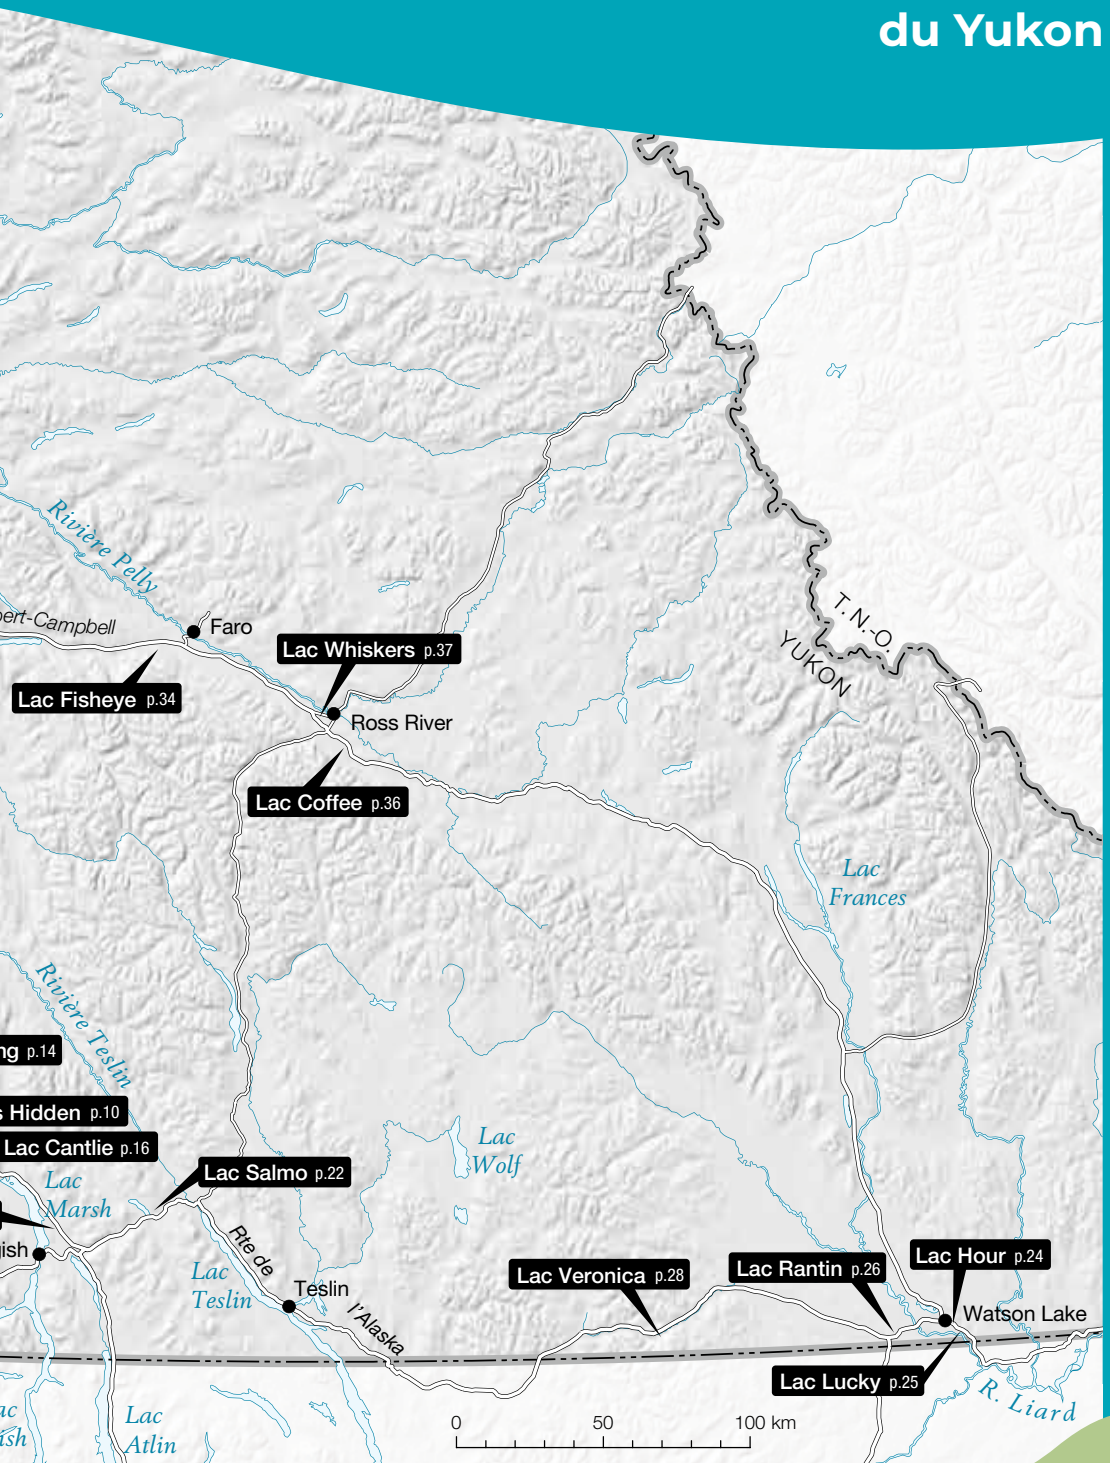 du Yukon
Rivière Pelly
bert-Campbell
Faro
Lac Whiskers p.37
Lac Fisheye p.34
Ross River
Lac Coffee p.36
T. N.-O.
YUKON
Lac
Frances
Rivière Teslin
ng p.14
s Hidden p.10
Lac Cantlie p.16
Lac
Marsh
Lac Salmo p.22
Lac
Wolf
gish
Rte de
l'Alaska
Lac
Teslin
Teslin
Lac Veronica p.28
Lac Rantin p.26
Lac Hour p.24
Watson Lake
Lac Lucky p.25
R. Liard
ac
ish
Lac
Atlin
0 50 100 km